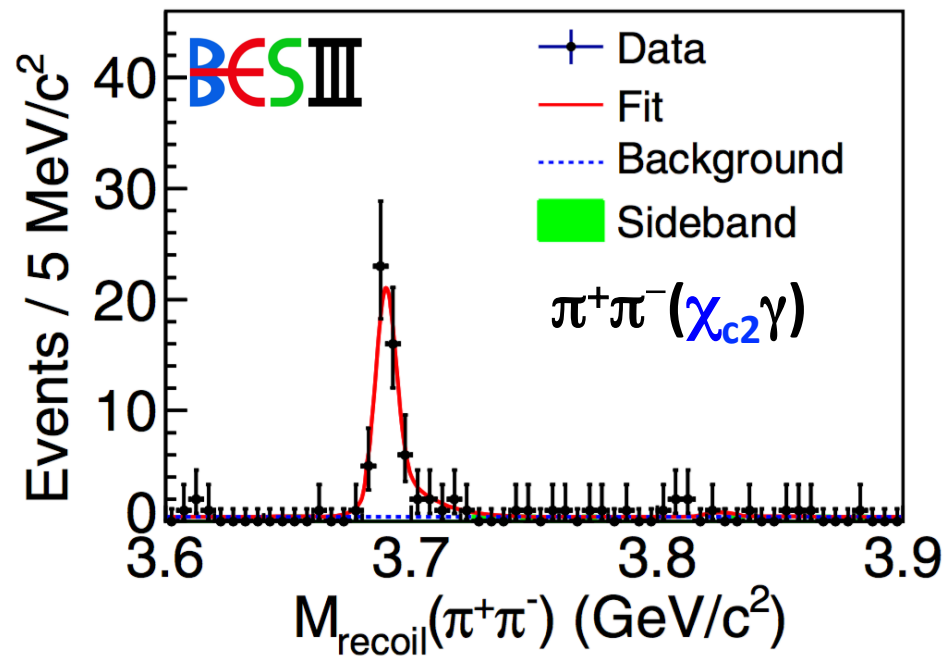 BESIII
Data
Fit
Background
Sideband
π⁺π⁻(χc2γ)
Events / 5 MeV/c²
40
30
20
10
0
3.6 3.7 3.8 3.9
Mrecoil(π⁺π⁻) (GeV/c²)